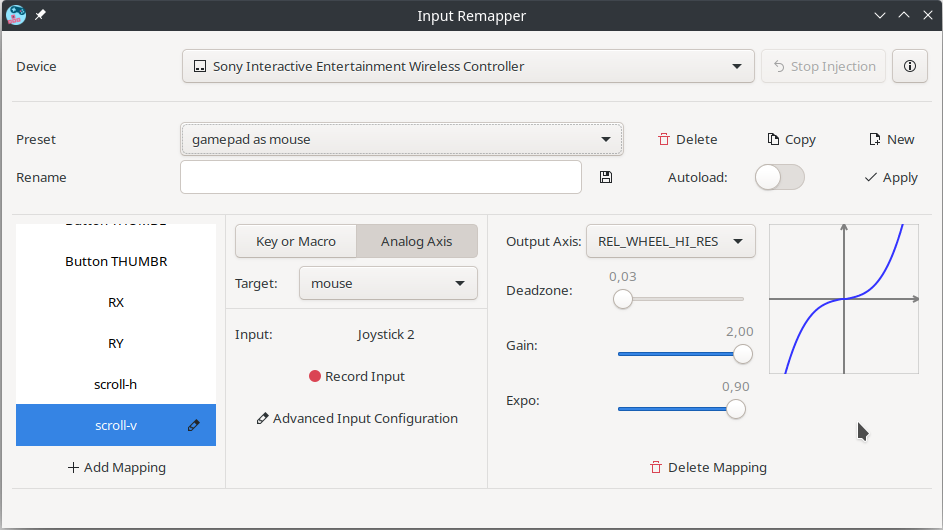 Input Remapper
Device
Sony Interactive Entertainment Wireless Controller
Stop Injection
Preset
gamepad as mouse
Delete
Copy
New
Rename
Autoload:
Apply
Button THUMBL
Button THUMBR
RX
RY
scroll-h
scroll-v
Add Mapping
Key or Macro
Analog Axis
Target:
mouse
Input:
Joystick 2
Record Input
Advanced Input Configuration
Output Axis:
REL_WHEEL_HI_RES
Deadzone:
0,03
Gain:
2,00
Expo:
0,90
Delete Mapping